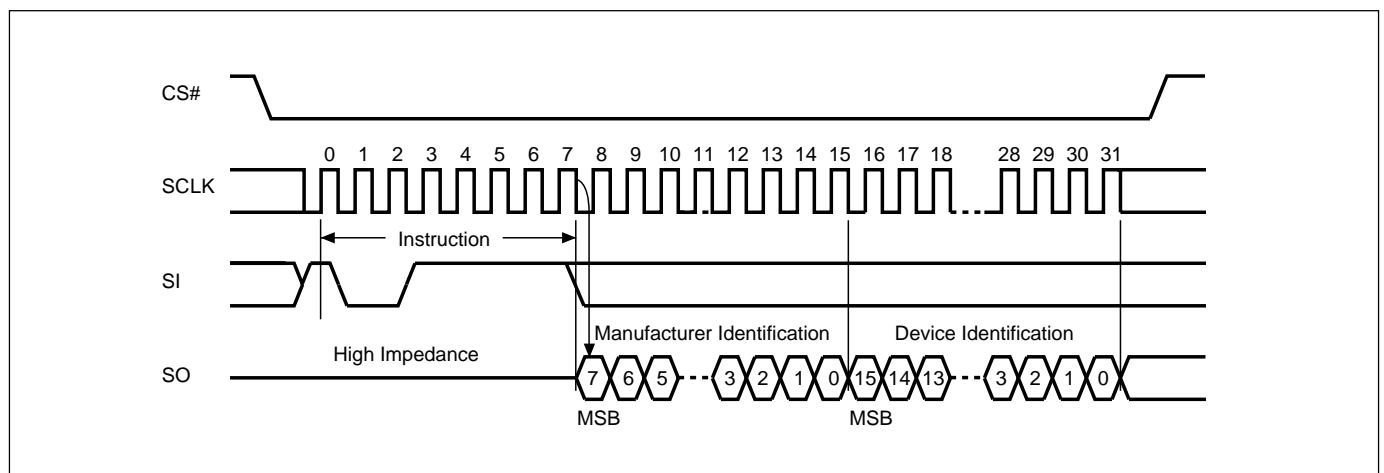 CS#
0 1 2 3 4 5 6 7 8 9 10 11 12 13 14 15 16 17 18 28 29 30 31
SCLK
Instruction
SI
Manufacturer Identification Device Identification
High Impedance
SO 7 6 5 3 2 1 0 15 14 13 3 2 1 0
MSB MSB